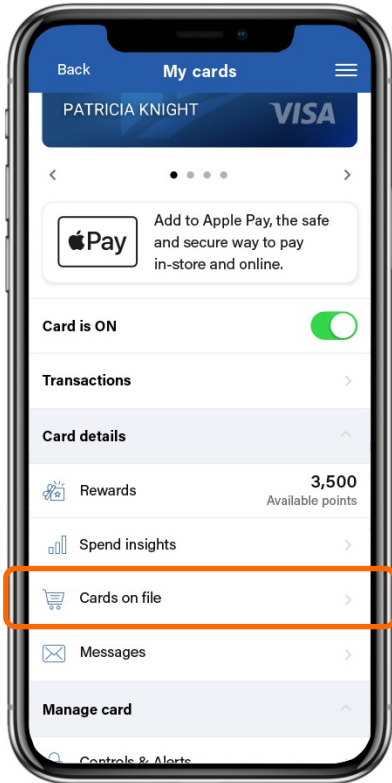 Back My cards
PATRICIA KNIGHT VISA
Pay
Add to Apple Pay, the safe
and secure way to pay
in-store and online.
Card is ON
Transactions
Card details
Rewards 3,500
Available points
Spend insights
Cards on file
Messages
Manage card
Controls & Alerts